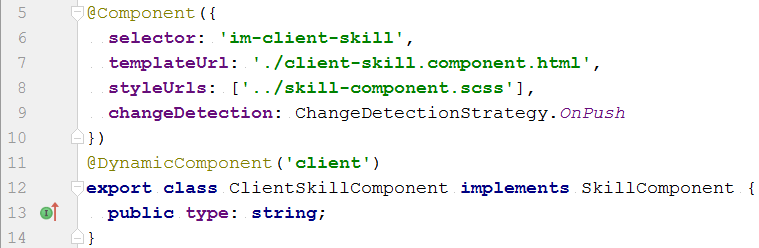 5 @Component({
6 selector: 'im-client-skill',
7 templateUrl: './client-skill.component.html',
8 styleUrls: ['../skill-component.scss'],
9 changeDetection: ChangeDetectionStrategy.OnPush
10 })
11 @DynamicComponent('client')
12 export class ClientSkillComponent implements SkillComponent {
13 I public type: string;
14 }